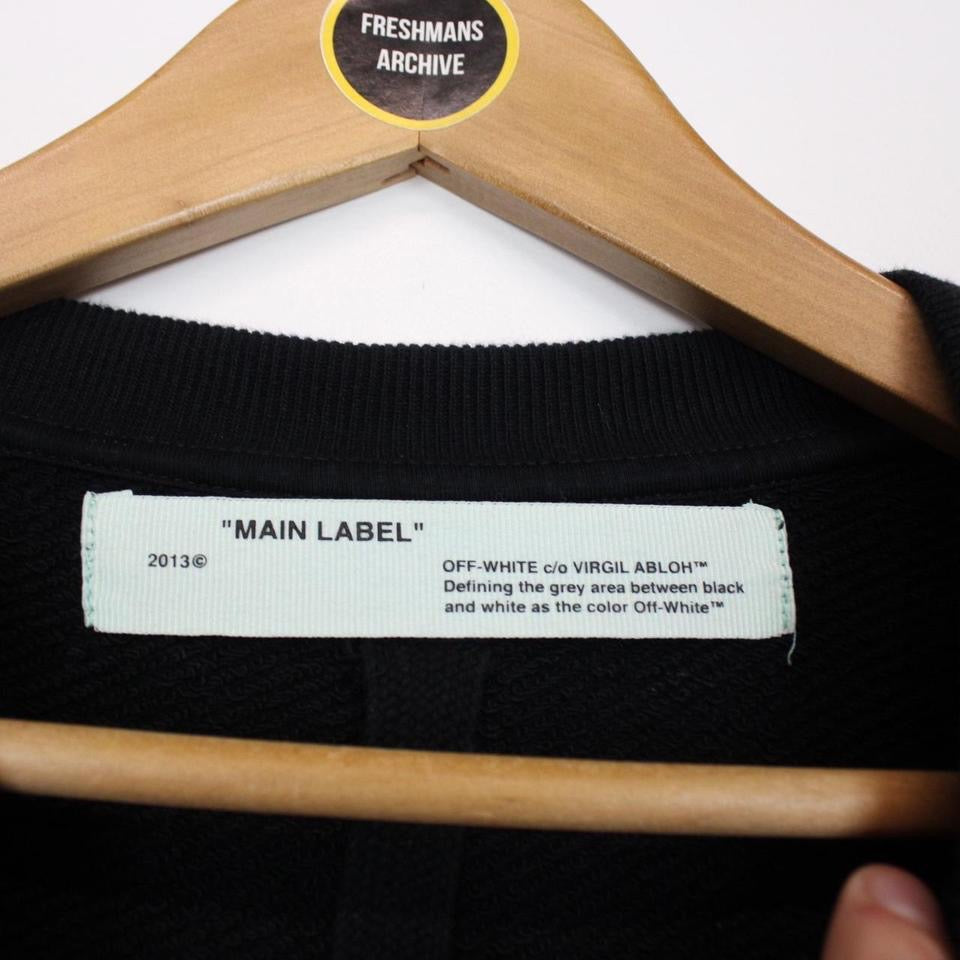 FRESHMANS
ARCHIVE
"MAIN LABEL"
2013©
OFF-WHITE c/o VIRGIL ABLOH™
Defining the grey area between black
and white as the color Off-White™